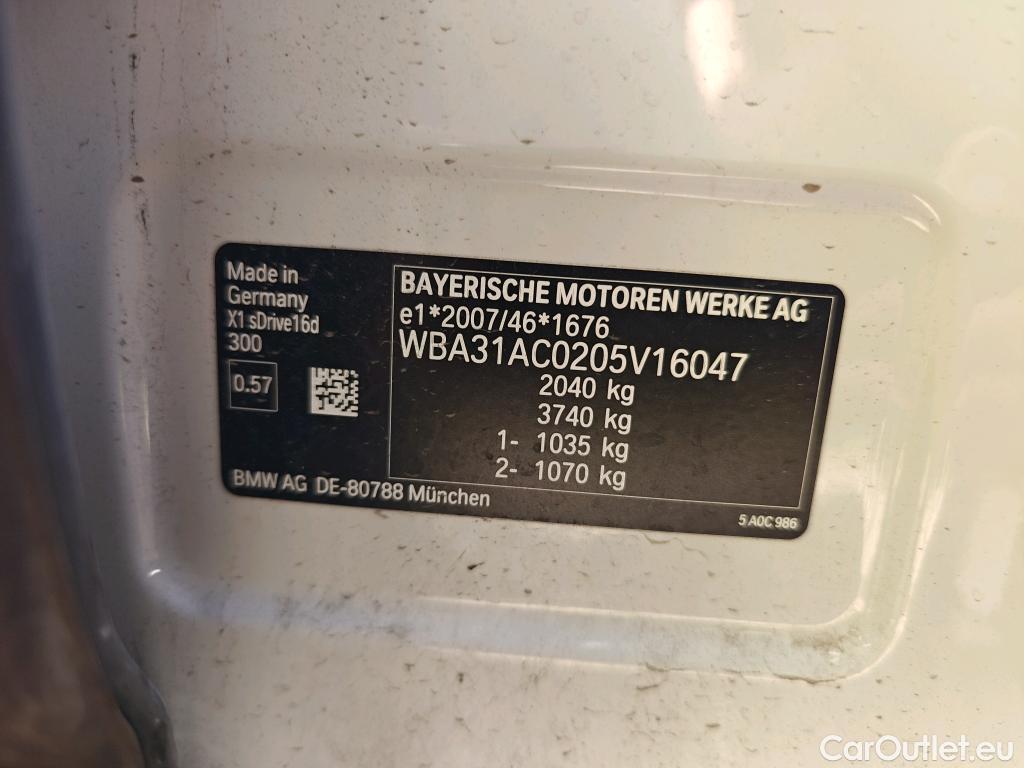 Made in
Germany
X1 sDrive16d
300
0.57
BAYERISCHE MOTOREN WERKE AG
e1*2007/46*1676
WBA31AC0205V16047
2040 kg
3740 kg
1- 1035 kg
2- 1070 kg
BMW AG DE-80788 München
5 A0C 986
CarOutlet.eu